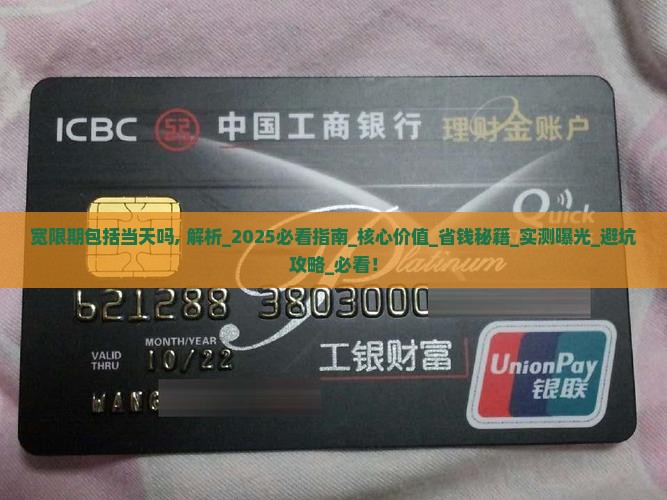 ICBC 中国工商银行 理财金账户
Quick
宽限期包括当天吗, 解析_2025必看指南_核心价值_省钱秘籍_实测曝光_避坑
攻略_必看!
Platinum
621288 3803000
MONTH/YEAR
VALID THRU 10/22
工银财富
UnionPay
银联
WANG